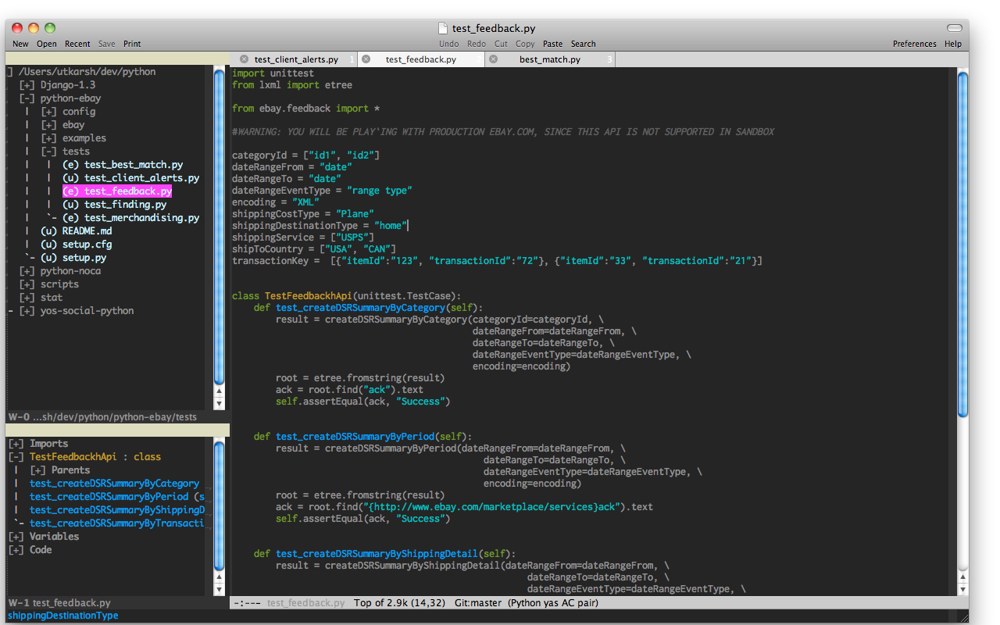 test_feedback.py
New Open Recent Save Print Undo Redo Cut Copy Paste Search Preferences Help
test_client_alerts.py 1 test_feedback.py 2 best_match.py 3
] /Users/utkarsh/dev/python
[+] Django-1.3
[-] python-ebay
| [+] config
| [+] ebay
| [+] examples
| [-] tests
| | (e) test_best_match.py
| | (u) test_client_alerts.py
| | (e) test_feedback.py
| | (u) test_finding.py
| `- (e) test_merchandising.py
| (u) README.md
| (u) setup.cfg
`- (u) setup.py
[+] python-noca
[+] scripts
[+] stat
- [+] yos-social-python
W-0 ...sh/dev/python/python-ebay/tests
[+] Imports
[-] TestFeedbackhApi : class
| [+] Parents
| test_createDSRSummaryByCategory
| test_createDSRSummaryByPeriod (s
| test_createDSRSummaryByShippingD
`- test_createDSRSummaryByTransacti
[+] Variables
[+] Code
W-1 test_feedback.py
import unittest
from lxml import etree
from ebay.feedback import *
#WARNING: YOU WILL BE PLAY`ING WITH PRODUCTION EBAY.COM, SINCE THIS API IS NOT SUPPORTED IN SANDBOX
categoryId = ["id1", "id2"]
dateRangeFrom = "date"
dateRangeTo = "date"
dateRangeEventType = "range type"
encoding = "XML"
shippingCostType = "Plane"
shippingDestinationType = "home"
shippingService = ["USPS"]
shipToCountry = ["USA", "CAN"]
transactionKey =  [{"itemId":"123", "transactionId":"72"}, {"itemId":"33", "transactionId":"21"}]
class TestFeedbackhApi(unittest.TestCase):
    def test_createDSRSummaryByCategory(self):
        result = createDSRSummaryByCategory(categoryId=categoryId, \
                                            dateRangeFrom=dateRangeFrom, \
                                            dateRangeTo=dateRangeTo, \
                                            dateRangeEventType=dateRangeEventType, \
                                            encoding=encoding)
        root = etree.fromstring(result)
        ack = root.find("ack").text
        self.assertEqual(ack, "Success")
    def test_createDSRSummaryByPeriod(self):
        result = createDSRSummaryByPeriod(dateRangeFrom=dateRangeFrom, \
                                              dateRangeTo=dateRangeTo, \
                                              dateRangeEventType=dateRangeEventType, \
                                              encoding=encoding)
        root = etree.fromstring(result)
        ack = root.find("{http://www.ebay.com/marketplace/services}ack").text
        self.assertEqual(ack, "Success")
    def test_createDSRSummaryByShippingDetail(self):
        result = createDSRSummaryByShippingDetail(dateRangeFrom=dateRangeFrom, \
                                                      dateRangeTo=dateRangeTo, \
                                                      dateRangeEventType=dateRangeEventType, \
-:--- test_feedback.py Top of 2.9k (14,32) Git:master (Python yas AC pair)
shippingDestinationType